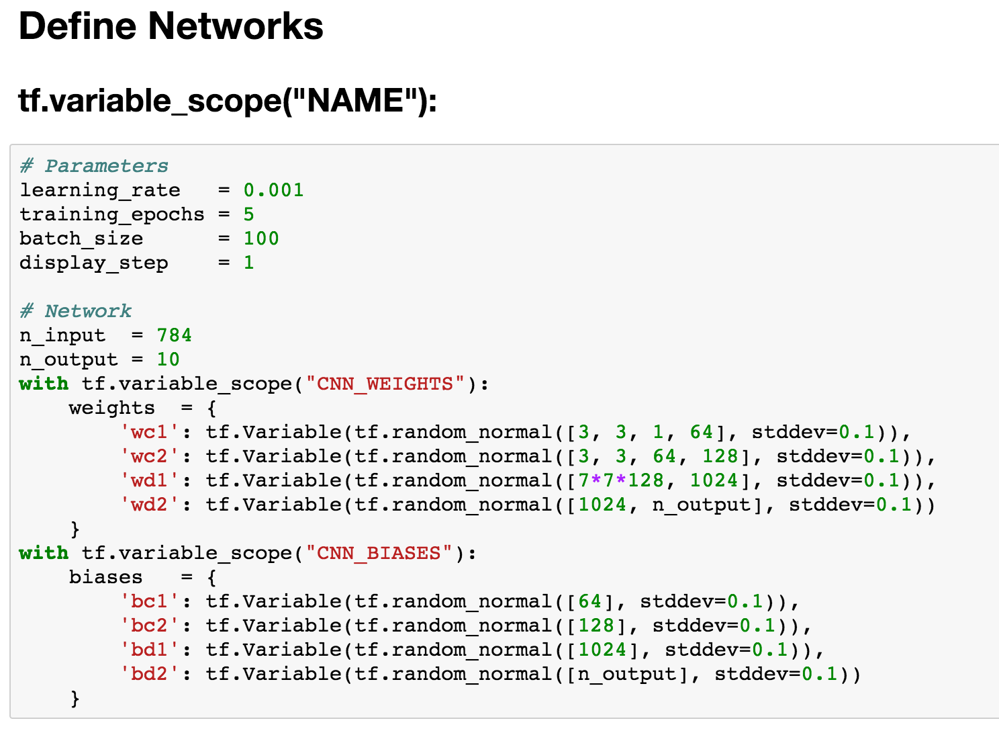 Define Networks
tf.variable_scope("NAME"):
# Parameters
learning_rate   = 0.001
training_epochs = 5
batch_size      = 100
display_step    = 1
# Network
n_input  = 784
n_output = 10
with tf.variable_scope("CNN_WEIGHTS"):
    weights  = {
        'wc1': tf.Variable(tf.random_normal([3, 3, 1, 64], stddev=0.1)),
        'wc2': tf.Variable(tf.random_normal([3, 3, 64, 128], stddev=0.1)),
        'wd1': tf.Variable(tf.random_normal([7*7*128, 1024], stddev=0.1)),
        'wd2': tf.Variable(tf.random_normal([1024, n_output], stddev=0.1))
    }
with tf.variable_scope("CNN_BIASES"):
    biases   = {
        'bc1': tf.Variable(tf.random_normal([64], stddev=0.1)),
        'bc2': tf.Variable(tf.random_normal([128], stddev=0.1)),
        'bd1': tf.Variable(tf.random_normal([1024], stddev=0.1)),
        'bd2': tf.Variable(tf.random_normal([n_output], stddev=0.1))
    }